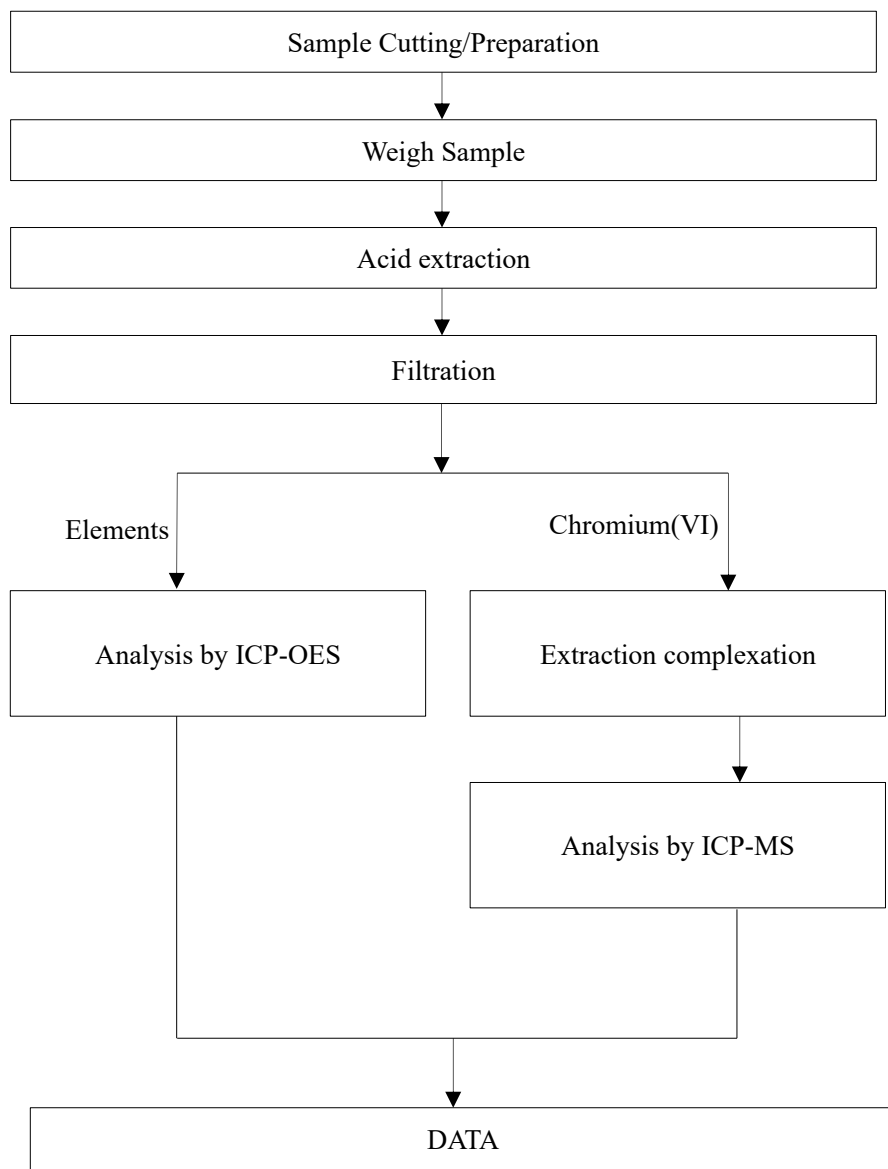 Sample Cutting/Preparation
Weigh Sample
Acid extraction
Filtration
Elements
Chromium(VI)
Analysis by ICP-OES
Extraction complexation
Analysis by ICP-MS
DATA